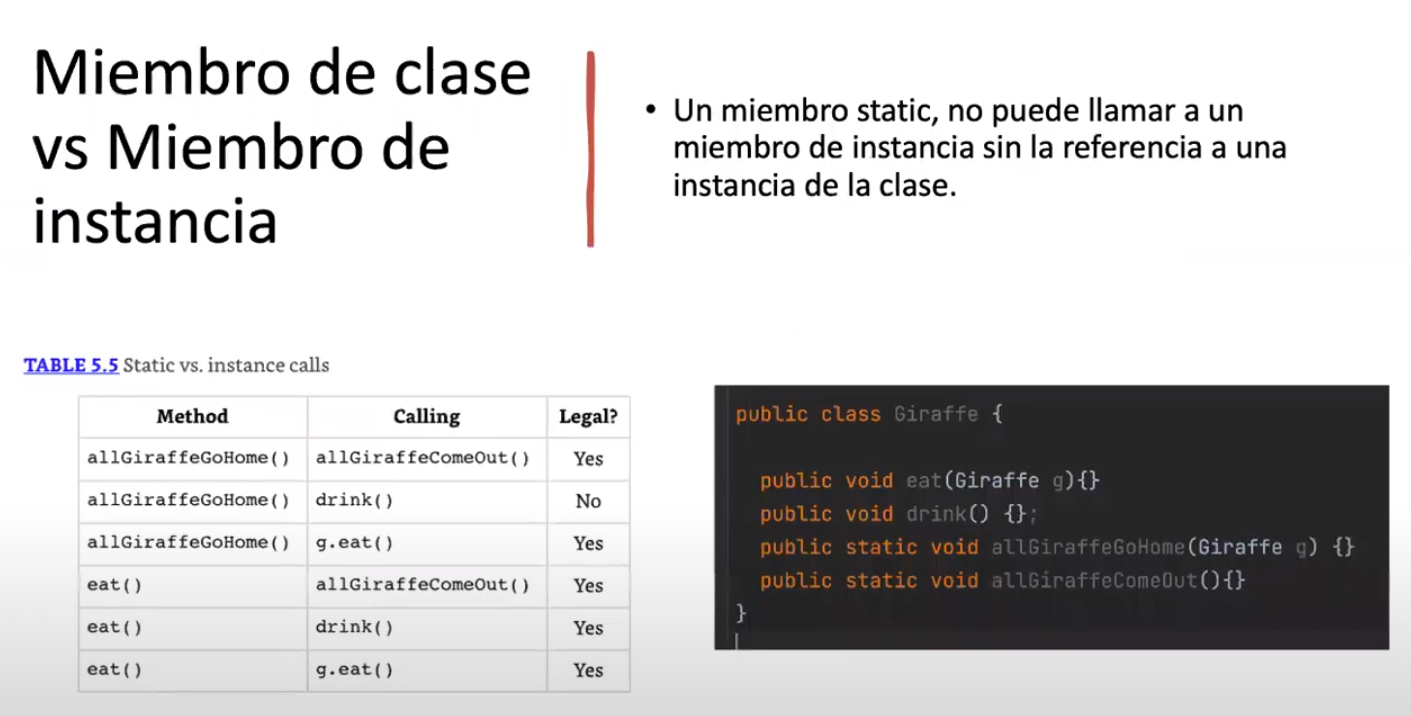 Miembro de clase
vs Miembro de
instancia
• Un miembro static, no puede llamar a un
miembro de instancia sin la referencia a una
instancia de la clase.
TABLE 5.5 Static vs. instance calls
Method Calling Legal?
allGiraffeGoHome() allGiraffeComeOut() Yes
allGiraffeGoHome() drink() No
allGiraffeGoHome() g.eat() Yes
eat() allGiraffeComeOut() Yes
eat() drink() Yes
eat() g.eat() Yes
public class Giraffe {
public void eat(Giraffe g){}
public void drink() {};
public static void allGiraffeGoHome(Giraffe g) {}
public static void allGiraffeComeOut(){}
}